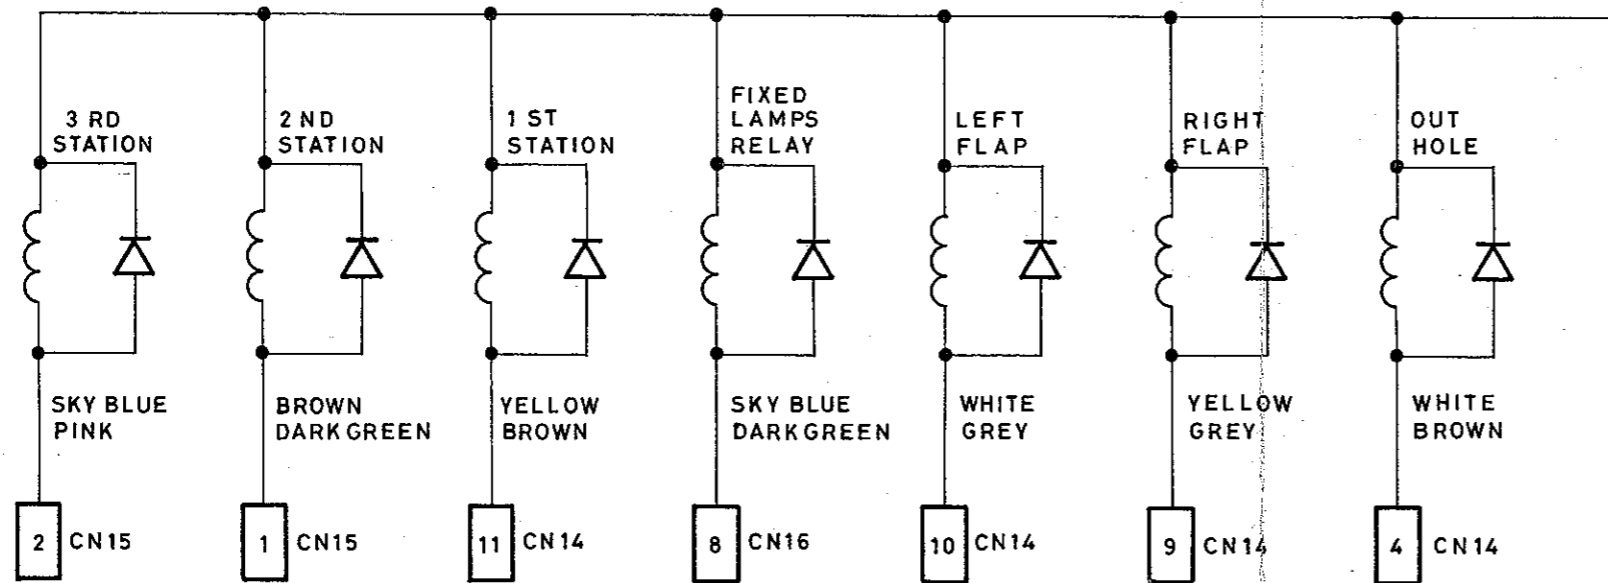 3 RD
STATION
2 ND
STATION
1 ST
STATION
FIXED
LAMPS
RELAY
LEFT
FLAP
RIGHT
FLAP
OUT
HOLE
SKY BLUE
PINK
BROWN
DARK GREEN
YELLOW
BROWN
SKY BLUE
DARK GREEN
WHITE
GREY
YELLOW
GREY
WHITE
BROWN
2 CN15
1 CN15
11 CN14
8 CN16
10 CN14
9 CN14
4 CN14